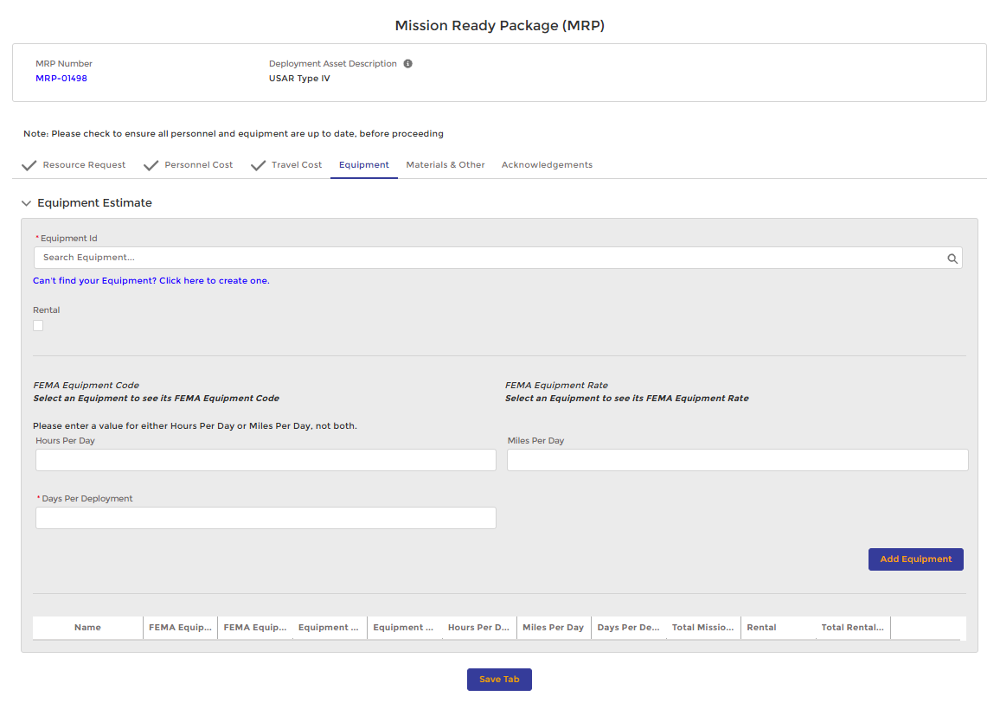 Mission Ready Package (MRP)
MRP Number
Deployment Asset Description
MRP-01498
USAR Type IV
Note: Please check to ensure all personnel and equipment are up to date, before proceeding
Resource Request Personnel Cost Travel Cost Equipment Materials & Other Acknowledgements
Equipment Estimate
* Equipment Id
Search Equipment...
Can't find your Equipment? Click here to create one.
Rental
FEMA Equipment Code
Select an Equipment to see its FEMA Equipment Code
FEMA Equipment Rate
Select an Equipment to see its FEMA Equipment Rate
Please enter a value for either Hours Per Day or Miles Per Day, not both.
Hours Per Day
Miles Per Day
* Days Per Deployment
Add Equipment
Name FEMA Equip... FEMA Equip... Equipment ... Equipment ... Hours Per D... Miles Per Day Days Per De... Total Missio... Rental Total Rental...
Save Tab